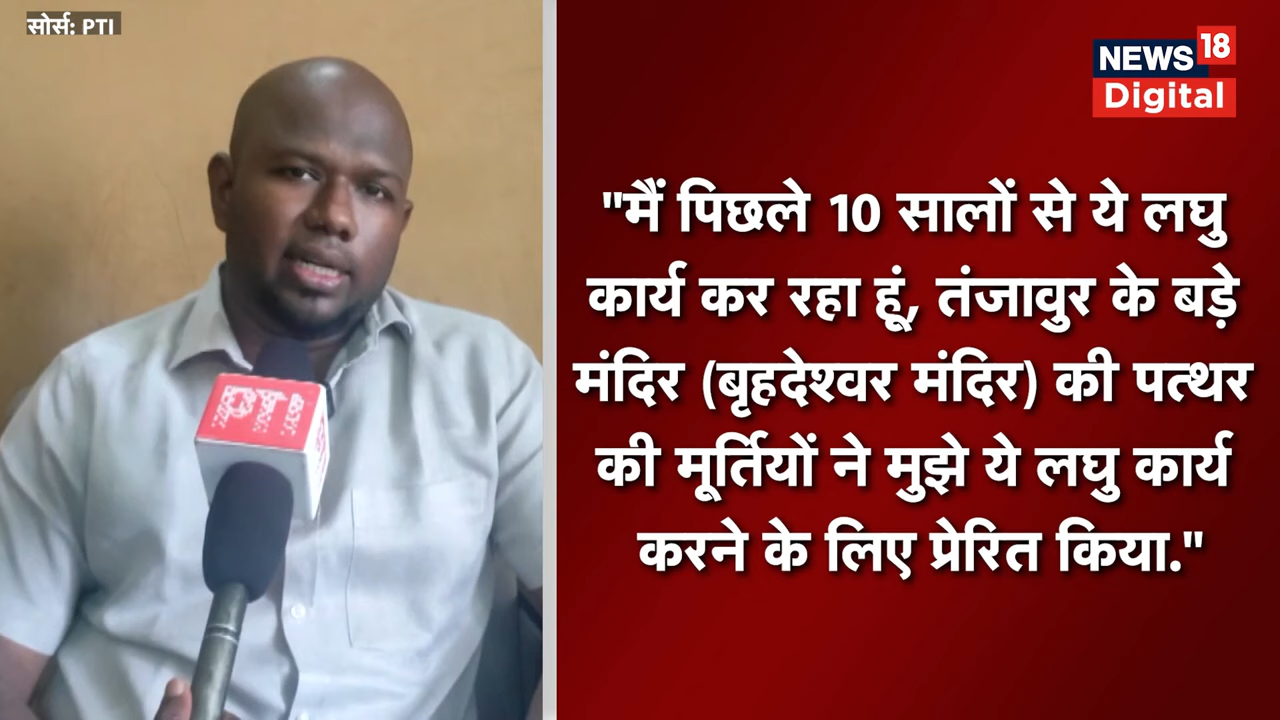 सोर्स: PTI
NEWS 18
Digital
"मैं पिछले 10 सालों से ये लघु
कार्य कर रहा हूं, तंजावुर के बड़े
मंदिर (बृहदेश्वर मंदिर) की पत्थर
की मूर्तियों ने मुझे ये लघु कार्य
करने के लिए प्रेरित किया."
PTI